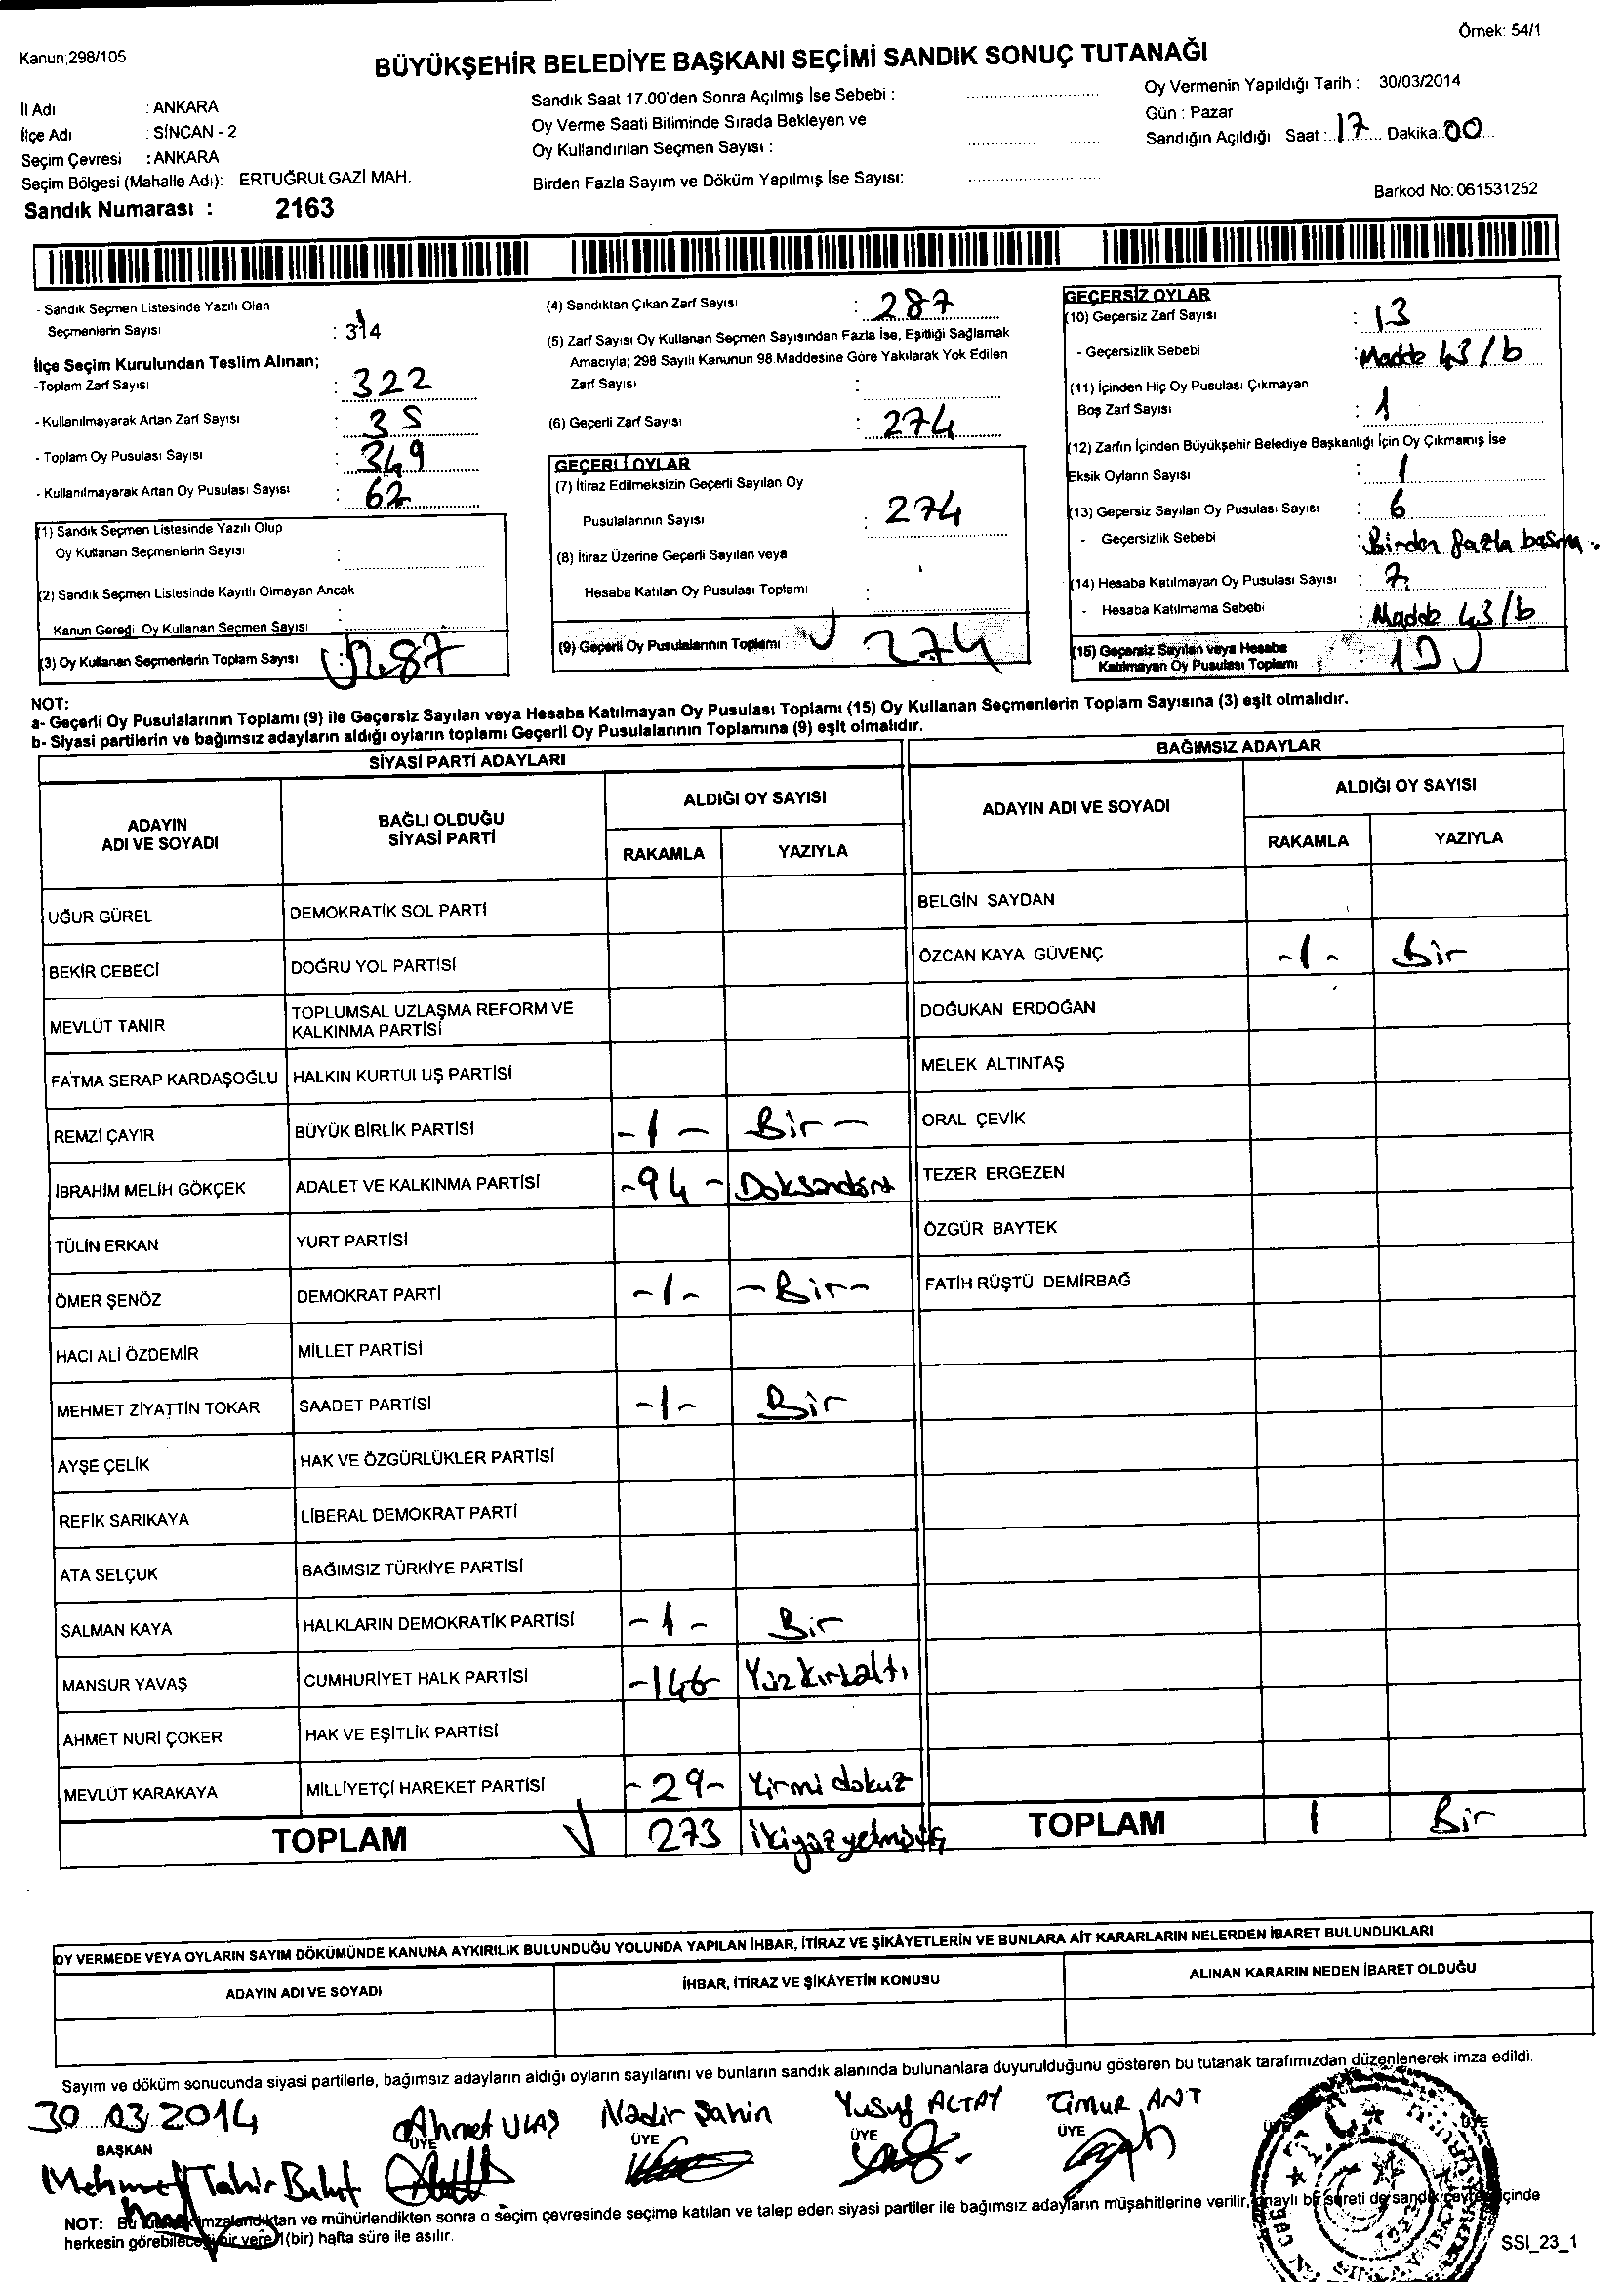 Kanun;298/105
Örnek: 54/1
BÜYÜKŞEHİR BELEDİYE BAŞKANI SEÇİMİ SANDIK SONUÇ TUTANAĞI
İl Adı : ANKARA
İlçe Adı : SİNCAN - 2
Seçim Çevresi : ANKARA
Seçim Bölgesi (Mahalle Adı): ERTUĞRULGAZİ MAH.
Sandık Numarası : 2163
Sandık Saat 17.00'den Sonra Açılmış İse Sebebi :
Oy Verme Saati Bitiminde Sırada Bekleyen ve
Oy Kullandırılan Seçmen Sayısı :
Birden Fazla Sayım ve Döküm Yapılmış İse Sayısı:
Oy Vermenin Yapıldığı Tarih : 30/03/2014
Gün : Pazar
Sandığın Açıldığı Saat : 17 Dakika: 00
Barkod No: 061531252
- Sandık Seçmen Listesinde Yazılı Olan
Seçmenlerin Sayısı : 314
İlçe Seçim Kurulundan Teslim Alınan;
-Toplam Zarf Sayısı : 322
- Kullanılmayarak Artan Zarf Sayısı : 35
- Toplam Oy Pusulası Sayısı : 349
- Kullanılmayarak Artan Oy Pusulası Sayısı : 62
(1) Sandık Seçmen Listesinde Yazılı Olup
Oy Kullanan Seçmenlerin Sayısı :
(2) Sandık Seçmen Listesinde Kayıtlı Olmayan Ancak
Kanun Gereği Oy Kullanan Seçmen Sayısı :
(3) Oy Kullanan Seçmenlerin Toplam Sayısı : 287
(4) Sandıktan Çıkan Zarf Sayısı : 287
(5) Zarf Sayısı Oy Kullanan Seçmen Sayısından Fazla İse, Eşitliği Sağlamak
Amacıyla; 298 Sayılı Kanunun 98.Maddesine Göre Yakılarak Yok Edilen
Zarf Sayısı :
(6) Geçerli Zarf Sayısı : 274
GEÇERLİ OYLAR
(7) İtiraz Edilmeksizin Geçerli Sayılan Oy
Pusulalarının Sayısı : 274
(8) İtiraz Üzerine Geçerli Sayılan veya
Hesaba Katılan Oy Pusulası Toplamı :
(9) Geçerli Oy Pusulalarının Toplamı 274
GEÇERSİZ OYLAR
(10) Geçersiz Zarf Sayısı : 13
- Geçersizlik Sebebi : Madde 43/b
(11) İçinden Hiç Oy Pusulası Çıkmayan
Boş Zarf Sayısı : 1
(12) Zarfın İçinden Büyükşehir Belediye Başkanlığı İçin Oy Çıkmamış İse
Eksik Oyların Sayısı : 1
(13) Geçersiz Sayılan Oy Pusulası Sayısı : 6
- Geçersizlik Sebebi : Birden fazla basma.
(14) Hesaba Katılmayan Oy Pusulası Sayısı : 7
- Hesaba Katılmama Sebebi : Madde 43/b
(15) Geçersiz Sayılan veya Hesaba
Katılmayan Oy Pusulası Toplamı :
NOT:
a- Geçerli Oy Pusulalarının Toplamı (9) ile Geçersiz Sayılan veya Hesaba Katılmayan Oy Pusulası Toplamı (15) Oy Kullanan Seçmenlerin Toplam Sayısına (3) eşit olmalıdır.
b- Siyasi partilerin ve bağımsız adayların aldığı oyların toplamı Geçerli Oy Pusulalarının Toplamına (9) eşit olmalıdır.
SİYASİ PARTİ ADAYLARI
ADAYIN ADI VE SOYADI
BAĞLI OLDUĞU SİYASİ PARTİ
ALDIĞI OY SAYISI
RAKAMLA YAZIYLA
UĞUR GÜREL DEMOKRATİK SOL PARTİ
BEKİR CEBECİ DOĞRU YOL PARTİSİ
MEVLÜT TANIR TOPLUMSAL UZLAŞMA REFORM VE KALKINMA PARTİSİ
FATMA SERAP KARDAŞOĞLU HALKIN KURTULUŞ PARTİSİ
REMZİ ÇAYIR BÜYÜK BİRLİK PARTİSİ -1- Bir-
İBRAHİM MELİH GÖKÇEK ADALET VE KALKINMA PARTİSİ -94- Doksandört
TÜLİN ERKAN YURT PARTİSİ
ÖMER ŞENÖZ DEMOKRAT PARTİ -1- -Bir-
HACI ALİ ÖZDEMİR MİLLET PARTİSİ
MEHMET ZİYATTİN TOKAR SAADET PARTİSİ -1- Bir
AYŞE ÇELİK HAK VE ÖZGÜRLÜKLER PARTİSİ
REFİK SARIKAYA LİBERAL DEMOKRAT PARTİ
ATA SELÇUK BAĞIMSIZ TÜRKİYE PARTİSİ
SALMAN KAYA HALKLARIN DEMOKRATİK PARTİSİ -1- Bir
MANSUR YAVAŞ CUMHURİYET HALK PARTİSİ -146- Yüzkırkaltı
AHMET NURİ ÇOKER HAK VE EŞİTLİK PARTİSİ
MEVLÜT KARAKAYA MİLLİYETÇİ HAREKET PARTİSİ -29- Yirmidokuz
TOPLAM 273 ikiyüzyetmişüç
BAĞIMSIZ ADAYLAR
ADAYIN ADI VE SOYADI
ALDIĞI OY SAYISI
RAKAMLA YAZIYLA
BELGİN SAYDAN
ÖZCAN KAYA GÜVENÇ -1- Bir
DOĞUKAN ERDOĞAN
MELEK ALTINTAŞ
ORAL ÇEVİK
TEZER ERGEZEN
ÖZGÜR BAYTEK
FATİH RÜŞTÜ DEMİRBAĞ
TOPLAM 1 Bir
OY VERMEDE VEYA OYLARIN SAYIM DÖKÜMÜNDE KANUNA AYKIRILIK BULUNDUĞU YOLUNDA YAPILAN İHBAR, İTİRAZ VE ŞİKÂYETLERİN VE BUNLARA AİT KARARLARIN NELERDEN İBARET BULUNDUKLARI
ADAYIN ADI VE SOYADI İHBAR, İTİRAZ VE ŞİKÂYETİN KONUSU ALINAN KARARIN NEDEN İBARET OLDUĞU
Sayım ve döküm sonucunda siyasi partilerle, bağımsız adayların aldığı oyların sayılarını ve bunların sandık alanında bulunanlara duyurulduğunu gösteren bu tutanak tarafımızdan düzenlenerek imza edildi.
30.03.2014 Ahmet ULAŞ Nadir Şahin Yusuf ALTAY Timur ANT
BAŞKAN ÜYE ÜYE ÜYE ÜYE ÜYE
Mehmet Tahir Bulut
NOT: Bu imzalandıktan ve mühürlendikten sonra o seçim çevresinde seçime katılan ve talep eden siyasi partiler ile bağımsız adayların müşahitlerine verilir, onaylı bir sureti de sandık çevresi içinde
herkesin görebileceği bir yere 1(bir) hafta süre ile asılır.
SSI_23_1